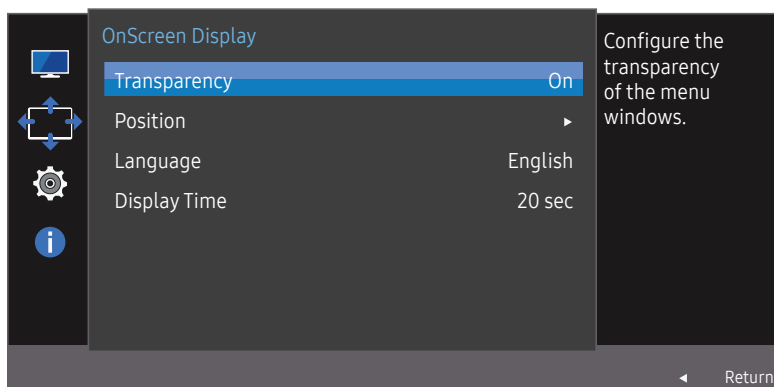 OnScreen Display
Transparency On
Position ▸
Language English
Display Time 20 sec
Configure the
transparency
of the menu
windows.
◂ Return